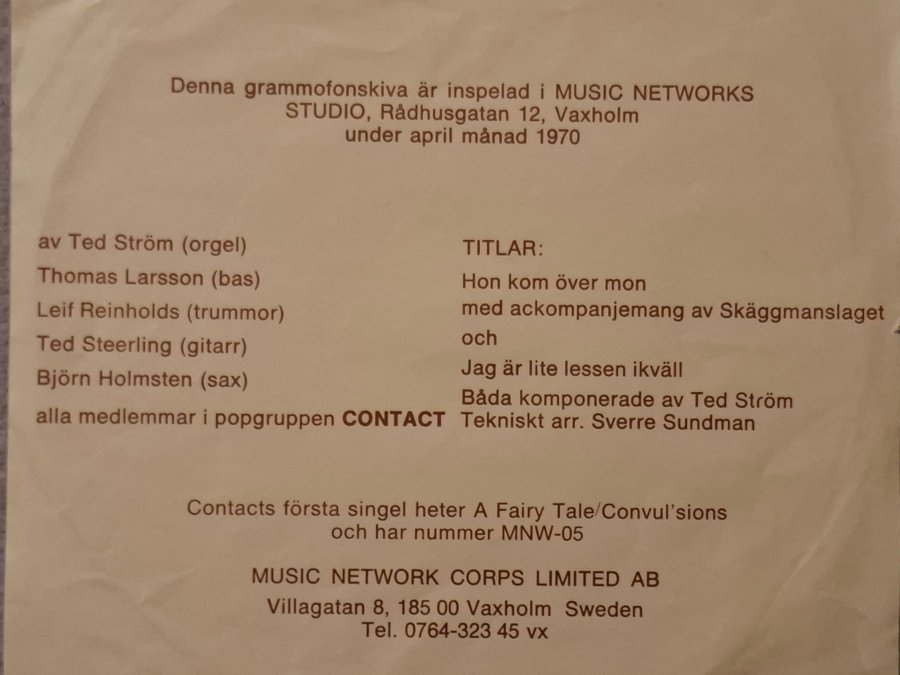 Denna grammofonskiva är inspelad i MUSIC NETWORKS
STUDIO, Rådhusgatan 12, Vaxholm
under april månad 1970
av Ted Ström (orgel)
Thomas Larsson (bas)
Leif Reinholds (trummor)
Ted Steerling (gitarr)
Björn Holmsten (sax)
alla medlemmar i popgruppen CONTACT
TITLAR:
Hon kom över mon
med ackompanjemang av Skäggmanslaget
och
Jag är lite lessen ikväll
Båda komponerade av Ted Ström
Tekniskt arr. Sverre Sundman
Contacts första singel heter A Fairy Tale/Convul'sions
och har nummer MNW-05
MUSIC NETWORK CORPS LIMITED AB
Villagatan 8, 185 00 Vaxholm Sweden
Tel. 0764-323 45 vx